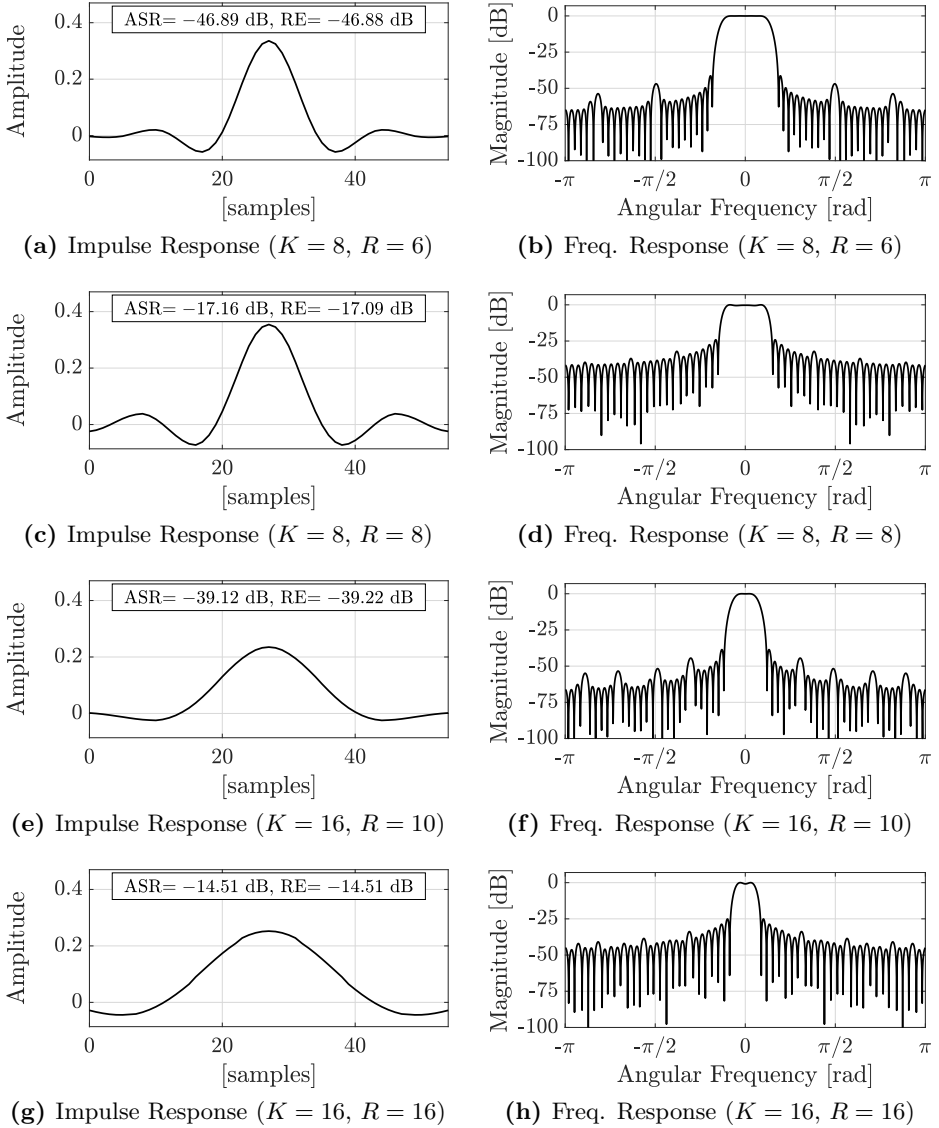 ASR= −46.89 dB, RE= −46.88 dB
Amplitude
0.4
0.2
0
0 20 40
[samples]
(a) Impulse Response (K = 8, R = 6)
Magnitude [dB]
0
-25
-50
-75
-100
-π -π/2 0 π/2 π
Angular Frequency [rad]
(b) Freq. Response (K = 8, R = 6)
ASR= −17.16 dB, RE= −17.09 dB
Amplitude
0.4
0.2
0
0 20 40
[samples]
(c) Impulse Response (K = 8, R = 8)
Magnitude [dB]
0
-25
-50
-75
-100
-π -π/2 0 π/2 π
Angular Frequency [rad]
(d) Freq. Response (K = 8, R = 8)
ASR= −39.12 dB, RE= −39.22 dB
Amplitude
0.4
0.2
0
0 20 40
[samples]
(e) Impulse Response (K = 16, R = 10)
Magnitude [dB]
0
-25
-50
-75
-100
-π -π/2 0 π/2 π
Angular Frequency [rad]
(f) Freq. Response (K = 16, R = 10)
ASR= −14.51 dB, RE= −14.51 dB
Amplitude
0.4
0.2
0
0 20 40
[samples]
(g) Impulse Response (K = 16, R = 16)
Magnitude [dB]
0
-25
-50
-75
-100
-π -π/2 0 π/2 π
Angular Frequency [rad]
(h) Freq. Response (K = 16, R = 16)